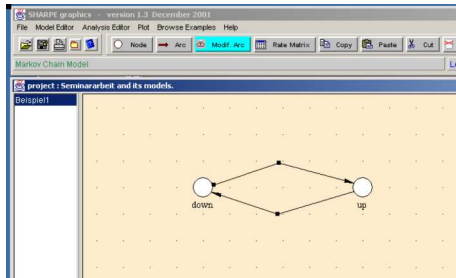 SHARPE graphics - version 1.3 December 2001
File Model Editor Analysis Editor Plot Browse Examples Help
Node Arc Modif. Arc Rate Matrix Copy Paste Cut
Markov Chain Model
project : Seminararbeit and its models.
Beispiel1
down up